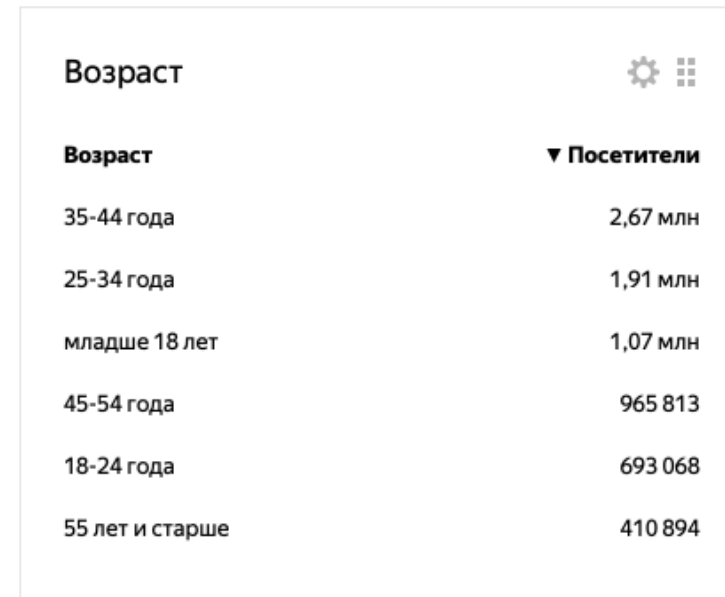 Возраст
Возраст ▼ Посетители
35-44 года 2,67 млн
25-34 года 1,91 млн
младше 18 лет 1,07 млн
45-54 года 965 813
18-24 года 693 068
55 лет и старше 410 894